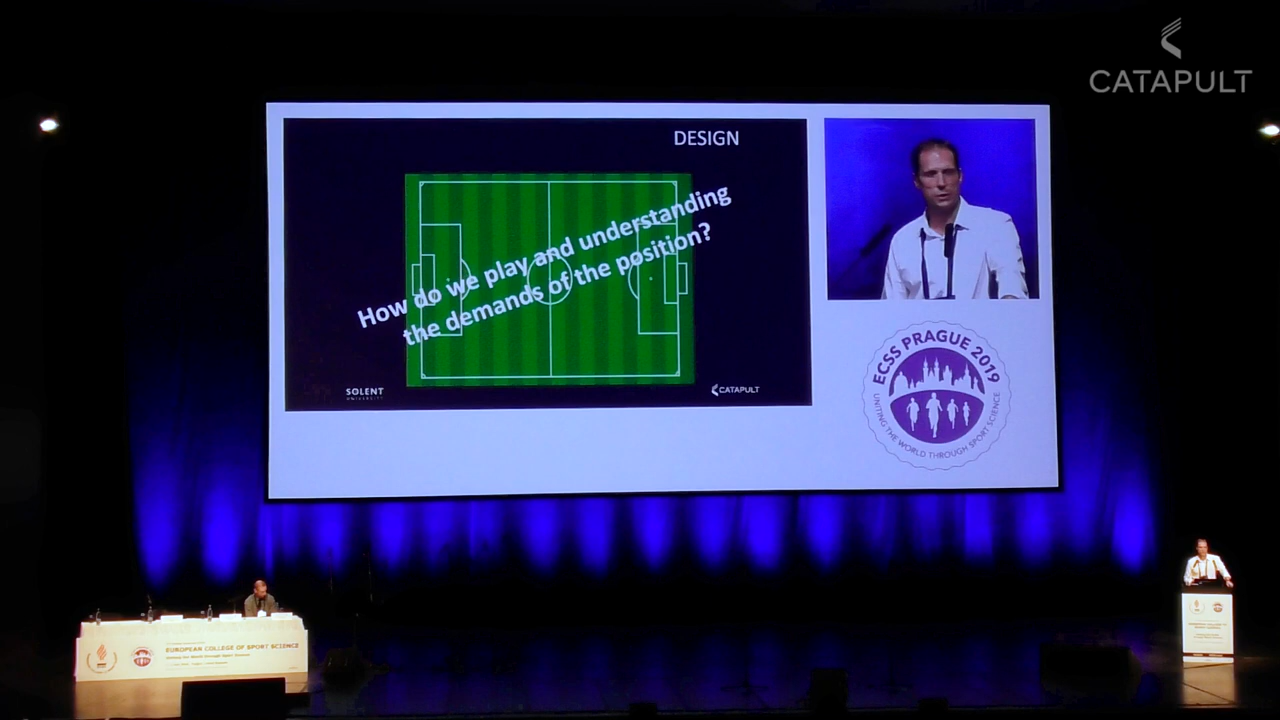 CATAPULT
DESIGN
How do we play and understanding
the demands of the position?
SOLENT
UNIVERSITY
CATAPULT
ECSS PRAGUE 2019
UNITING THE WORLD THROUGH SPORT SCIENCE
EUROPEAN COLLEGE OF SPORT SCIENCE